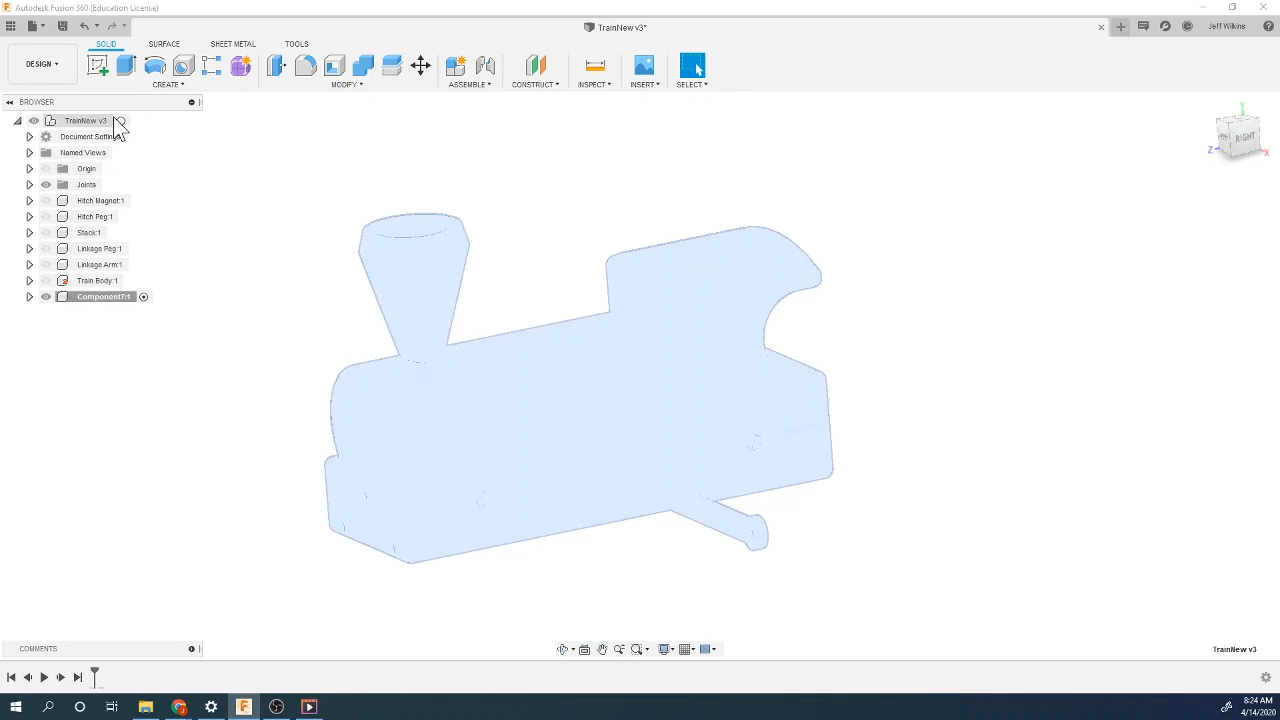 Autodesk Fusion 360 (Education License)
TrainNew v3*
Jeff Wilkins
DESIGN
SOLID SURFACE SHEET METAL TOOLS
CREATE MODIFY ASSEMBLE CONSTRUCT INSPECT INSERT SELECT
BROWSER
TrainNew v3
Document Settings
Named Views
Origin
Joints
Hitch Magnet:1
Hitch Peg:1
Stack:1
Linkage Peg:1
Linkage Arm:1
Train Body:1
Component7:1
Y
RIGHT
Z
X
COMMENTS
TrainNew v3
8:24 AM
4/14/2020